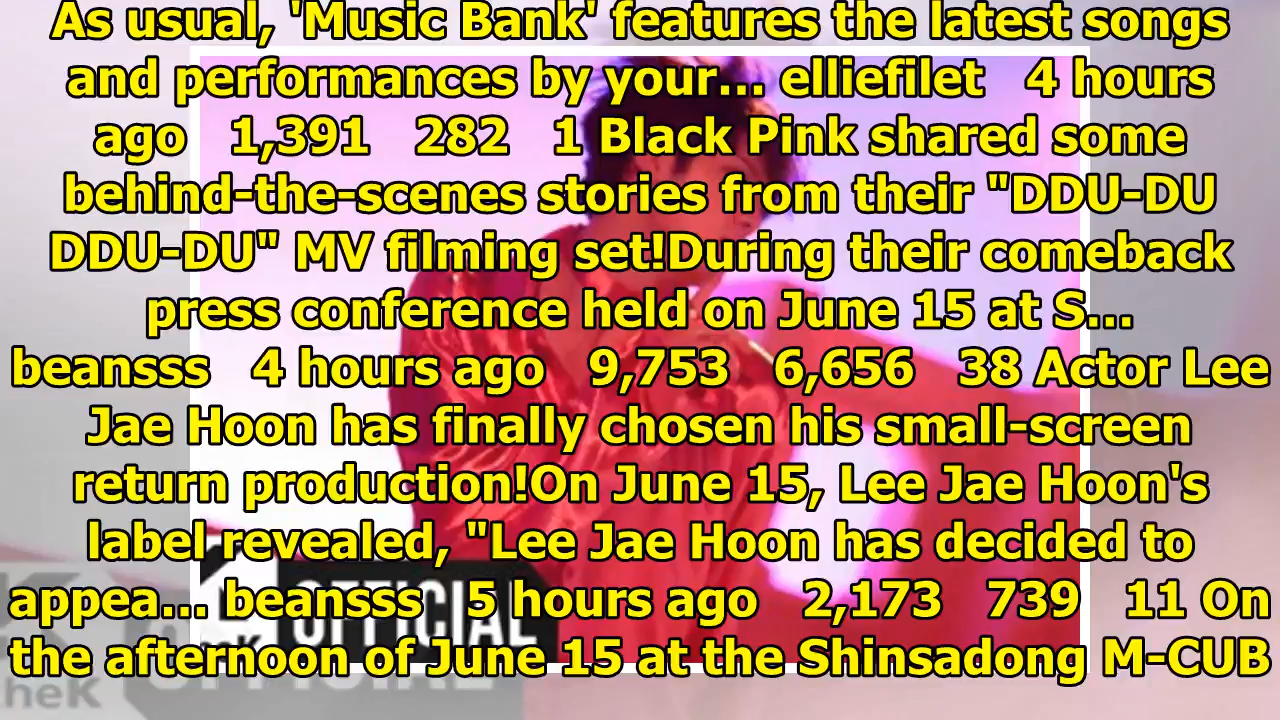 As usual, 'Music Bank' features the latest songs
and performances by your... elliefilet 4 hours
ago 1,391 282 1 Black Pink shared some
behind-the-scenes stories from their "DDU-DU
DDU-DU" MV filming set!During their comeback
press conference held on June 15 at S...
beansss 4 hours ago 9,753 6,656 38 Actor Lee
Jae Hoon has finally chosen his small-screen
return production!On June 15, Lee Jae Hoon's
label revealed, "Lee Jae Hoon has decided to
appea... beansss 5 hours ago 2,173 739 11 On
the afternoon of June 15 at the Shinsadong M-CUB
OFFICIAL